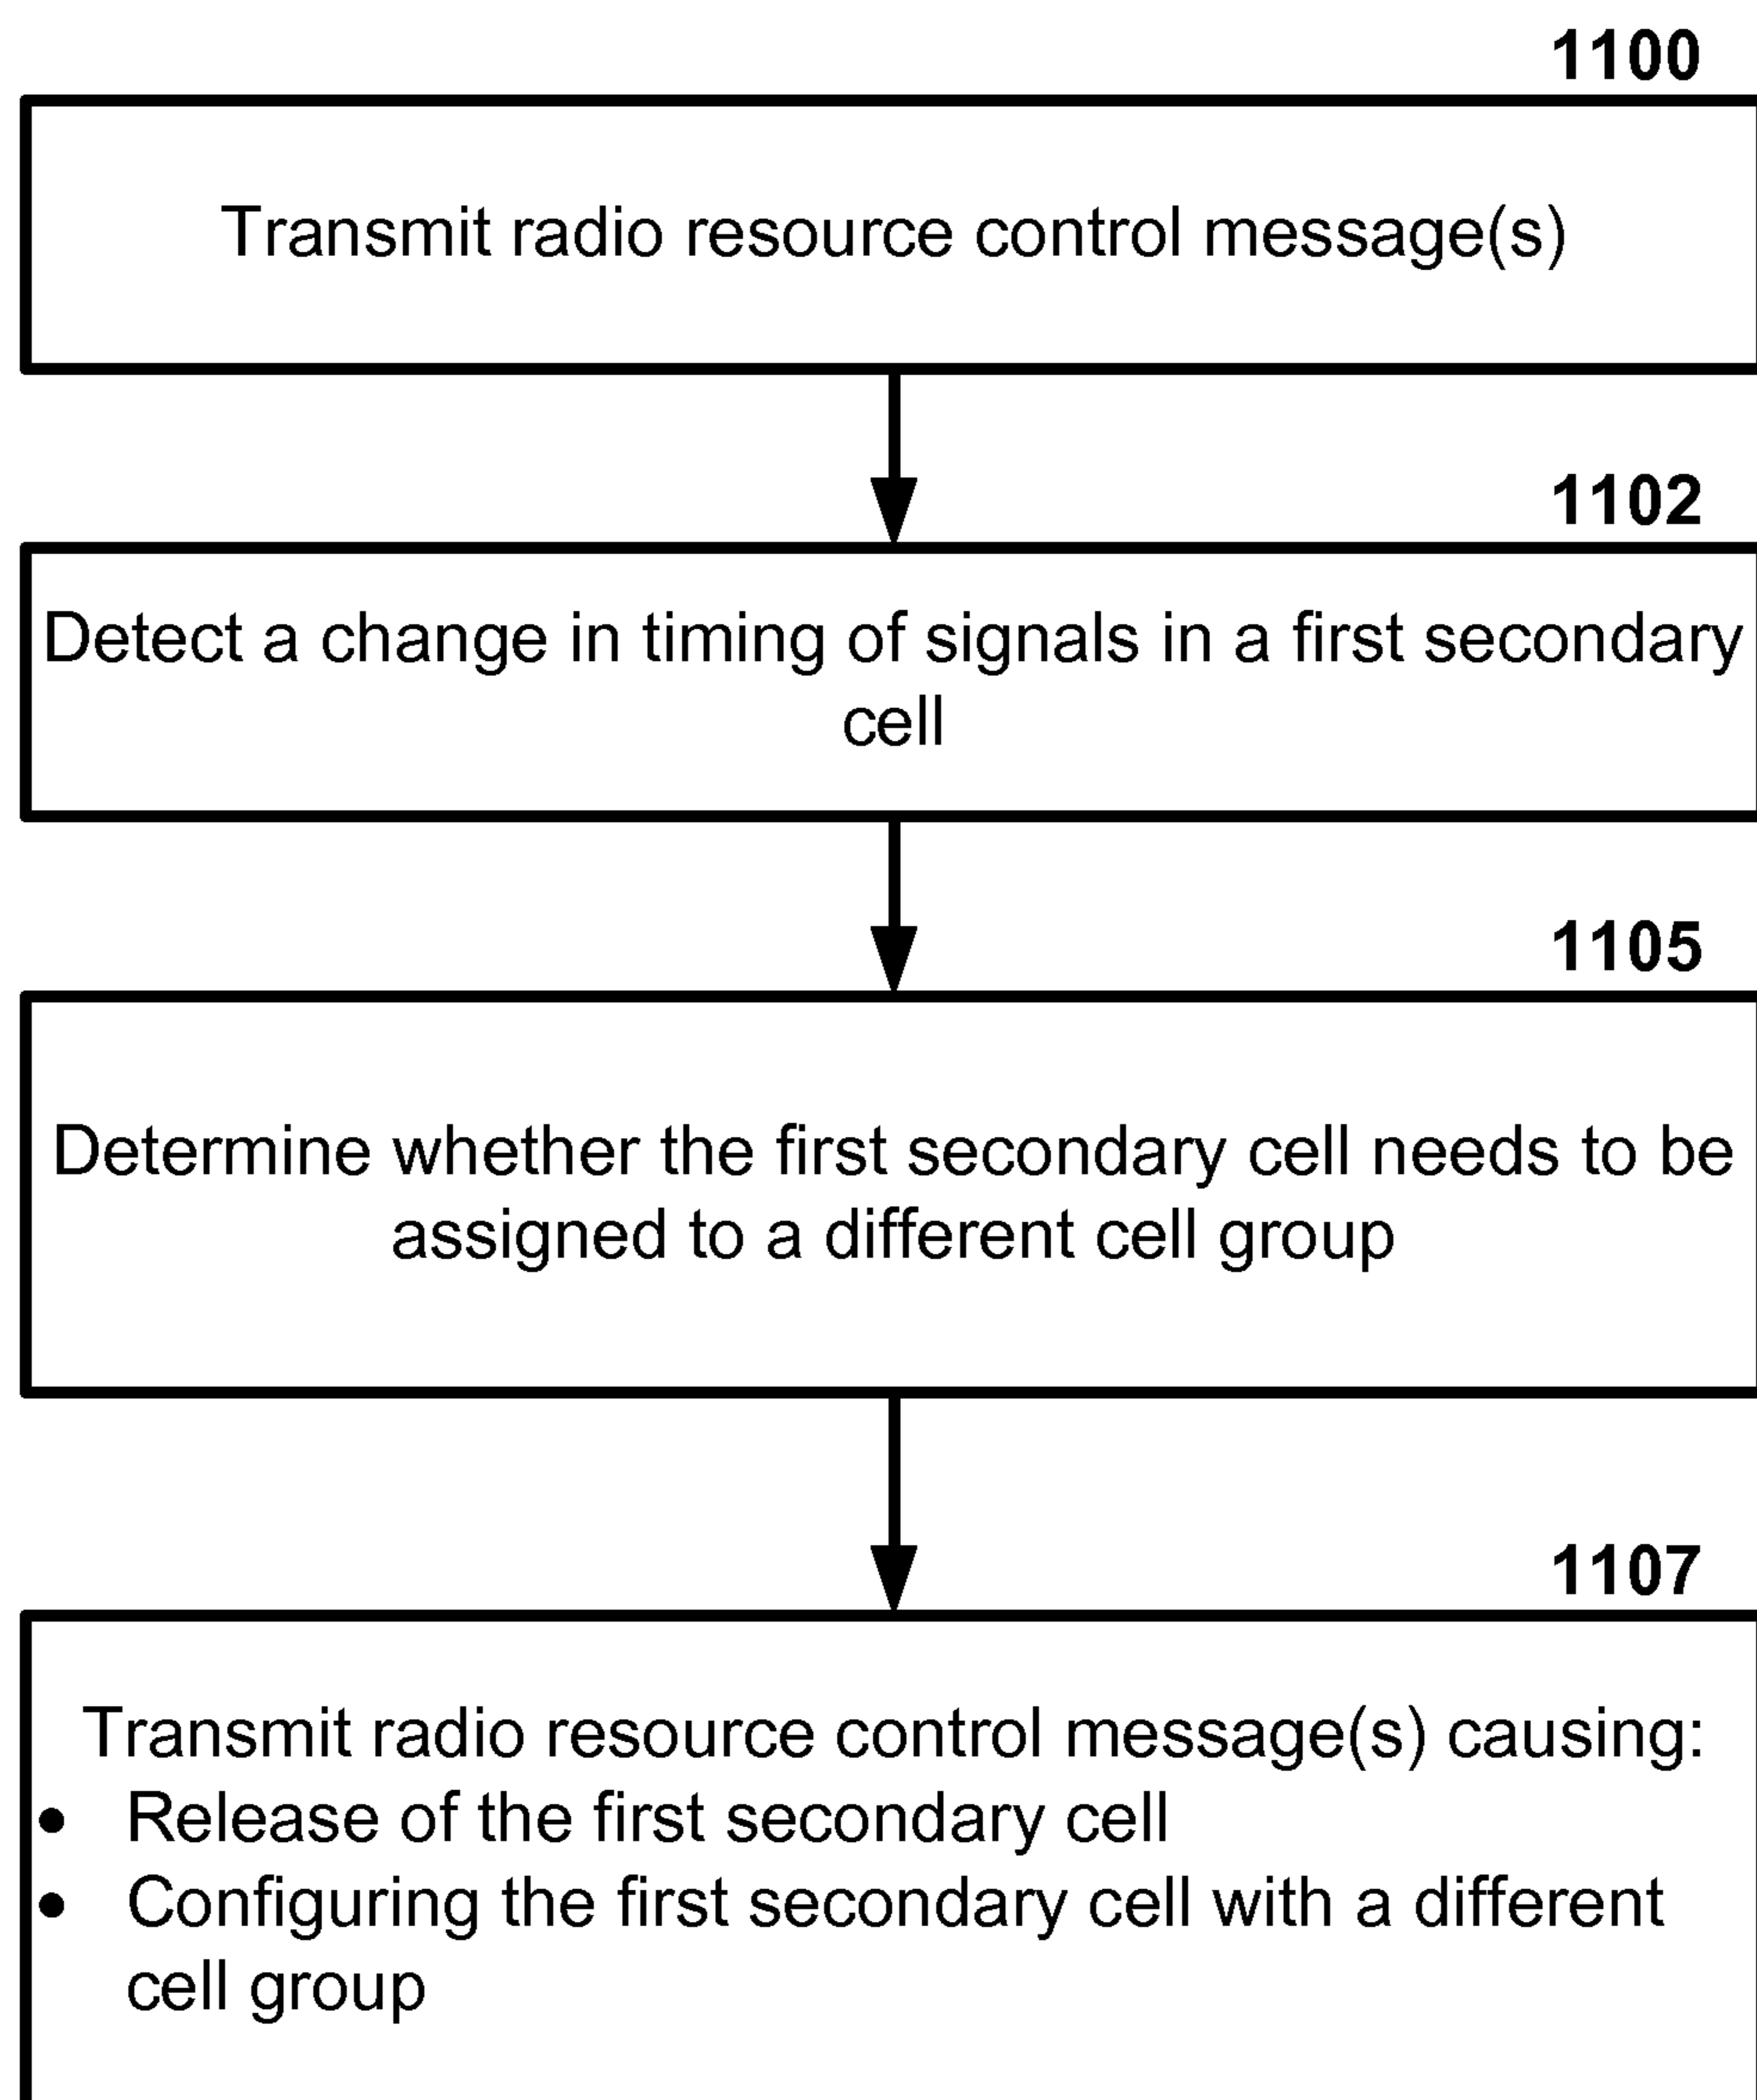 1100
Transmit radio resource control message(s)
1102
Detect a change in timing of signals in a first secondary
cell
1105
Determine whether the first secondary cell needs to be
assigned to a different cell group
1107
Transmit radio resource control message(s) causing:
• Release of the first secondary cell
• Configuring the first secondary cell with a different
cell group